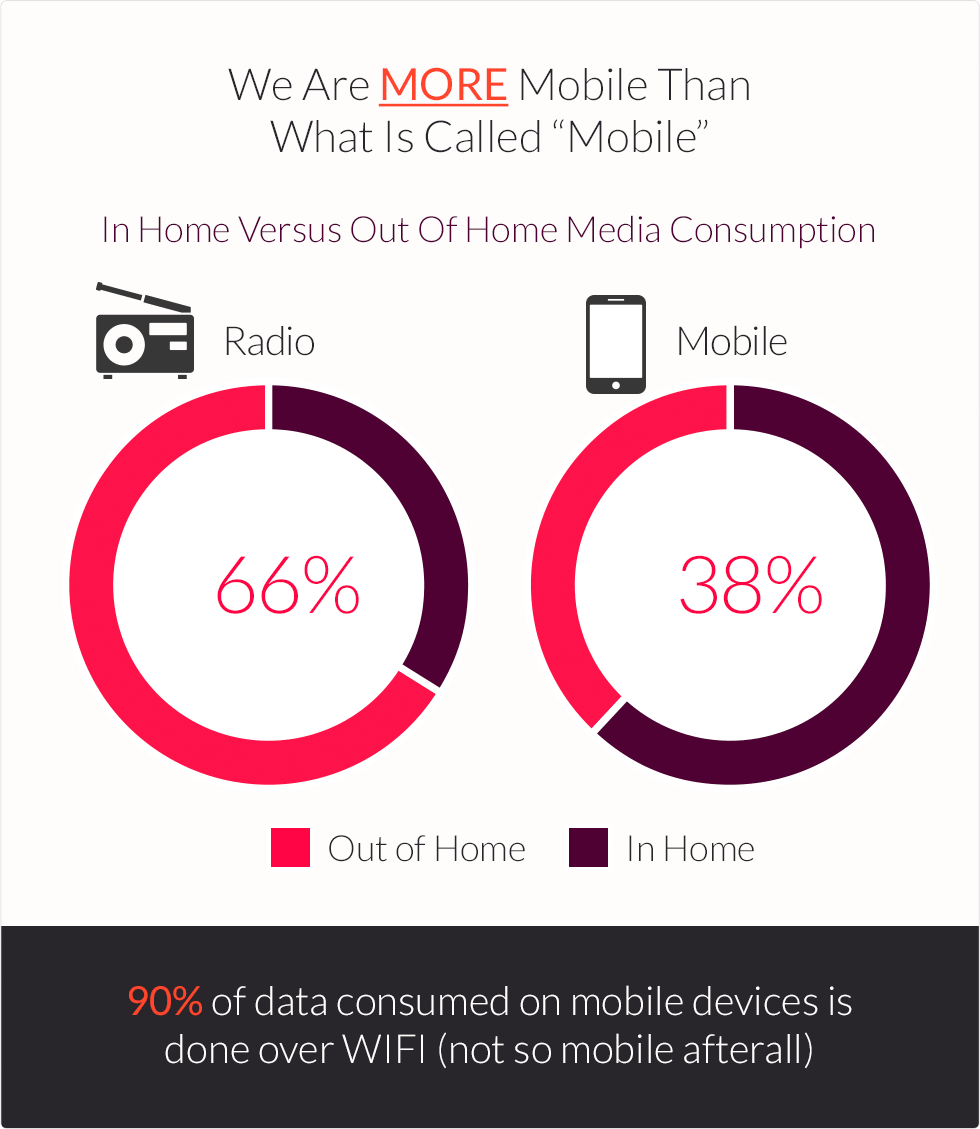 We Are MORE Mobile Than
What Is Called “Mobile”
In Home Versus Out Of Home Media Consumption
Radio
Mobile
66%
38%
Out of Home
In Home
90% of data consumed on mobile devices is
done over WIFI (not so mobile afterall)